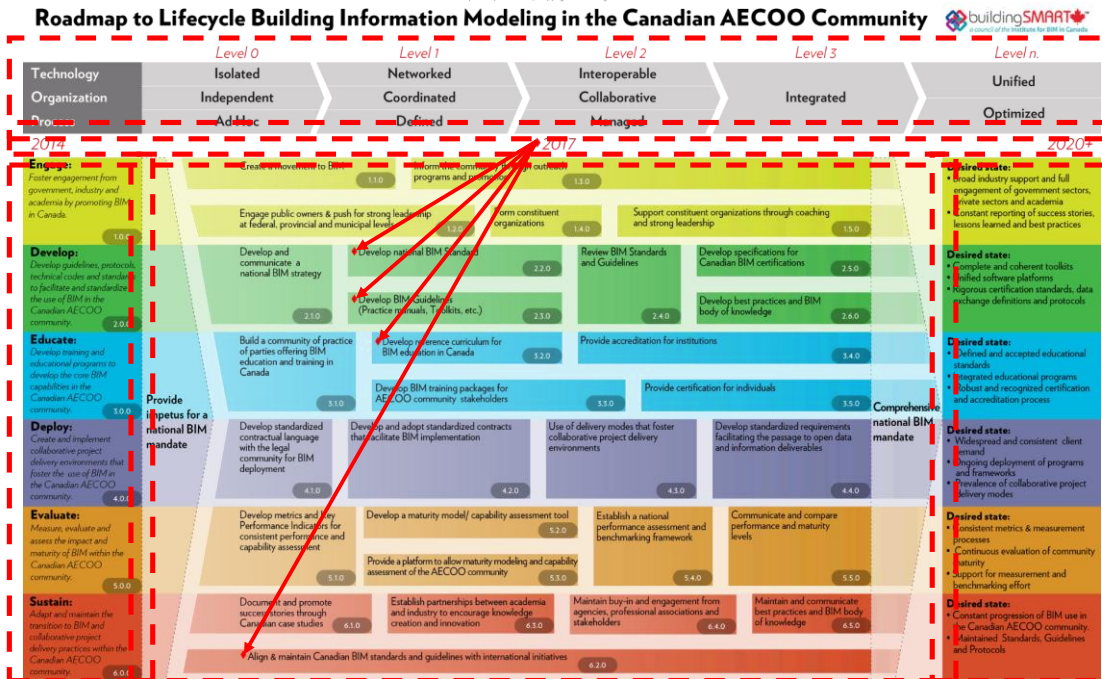 Roadmap to Lifecycle Building Information Modeling in the Canadian AECOO Community
buildingSMART
a council of the Institute for BIM in Canada
Level 0
Level 1
Level 2
Level 3
Level n.
Technology
Isolated
Networked
Interoperable
Integrated
Unified
Organization
Independent
Coordinated
Collaborative
Optimized
Process
Ad Hoc
Defined
Managed
2014
2017
2020+
Engage:
Foster engagement from
government, industry and
academia by promoting BIM
in Canada.
1.0.0
Create a movement to BIM
1.1.0
Inform the community through outreach
programs and promotion
1.3.0
Engage public owners & push for strong leadership
at federal, provincial and municipal levels
1.2.0
Form constituent
organizations
1.4.0
Support constituent organizations through coaching
and strong leadership
1.5.0
Desired state:
• Broad industry support and full
engagement of government sectors,
private sectors and academia
• Constant reporting of success stories,
lessons learned and best practices
Develop:
Develop guidelines, protocols,
technical codes and standards
to facilitate and standardize
the use of BIM in the
Canadian AECOO
community.
2.0.0
Develop and
communicate a
national BIM strategy
2.1.0
Develop national BIM Standard
2.2.0
Develop BIM Guidelines
(Practice manuals, Toolkits, etc.)
2.3.0
Review BIM Standards
and Guidelines
2.4.0
Develop specifications for
Canadian BIM certifications
2.5.0
Develop best practices and BIM
body of knowledge
2.6.0
Desired state:
• Complete and coherent toolkits
• Unified software platforms
• Rigorous certification standards, data
exchange definitions and protocols
Educate:
Develop training and
educational programs to
develop the core BIM
capabilities in the
Canadian AECOO
community.
3.0.0
Build a community of practice
of parties offering BIM
education and training in
Canada
3.1.0
Develop reference curriculum for
BIM education in Canada
3.2.0
Develop BIM training packages for
AECOO community stakeholders
3.3.0
Provide accreditation for institutions
3.4.0
Provide certification for individuals
3.5.0
Desired state:
• Defined and accepted educational
standards
• Integrated educational programs
• Robust and recognized certification
and accreditation process
Provide
impetus for a
national BIM
mandate
Comprehensive
national BIM
mandate
Deploy:
Create and implement
collaborative project
delivery environments that
foster the use of BIM in
the Canadian AECOO
community.
4.0.0
Develop standardized
contractual language
with the legal
community for BIM
deployment
4.1.0
Develop and adopt standardized contracts
that facilitate BIM implementation
4.2.0
Use of delivery modes that foster
collaborative project delivery
environments
4.3.0
Develop standardized requirements
facilitating the passage to open data
and information deliverables
4.4.0
Desired state:
• Widespread and consistent client
demand
• Ongoing deployment of programs
and frameworks
• Prevalence of collaborative project
delivery modes
Evaluate:
Measure, evaluate and
assess the impact and
maturity of BIM within the
Canadian AECOO
community.
5.0.0
Develop metrics and Key
Performance Indicators for
consistent performance and
capability assessment
5.1.0
Develop a maturity model/ capability assessment tool
5.2.0
Provide a platform to allow maturity modeling and capability
assessment of the AECOO community
5.3.0
Establish a national
performance assessment and
benchmarking framework
5.4.0
Communicate and compare
performance and maturity
levels
5.5.0
Desired state:
• Consistent metrics & measurement
processes
• Continuous evaluation of community
maturity
• Support for measurement and
benchmarking effort
Sustain:
Adapt and maintain the
transition to BIM and
collaborative project
delivery practices within the
Canadian AECOO
community.
6.0.0
Document and promote
success stories through
Canadian case studies
6.1.0
Establish partnerships between academia
and industry to encourage knowledge
creation and innovation
6.3.0
Maintain buy-in and engagement from
agencies, professional associations and
stakeholders
6.4.0
Maintain and communicate
best practices and BIM body
of knowledge
6.5.0
Align & maintain Canadian BIM standards and guidelines with international initiatives
6.2.0
Desired state:
• Constant progression of BIM use in
the Canadian AECOO community.
• Maintained Standards, Guidelines
and Protocols